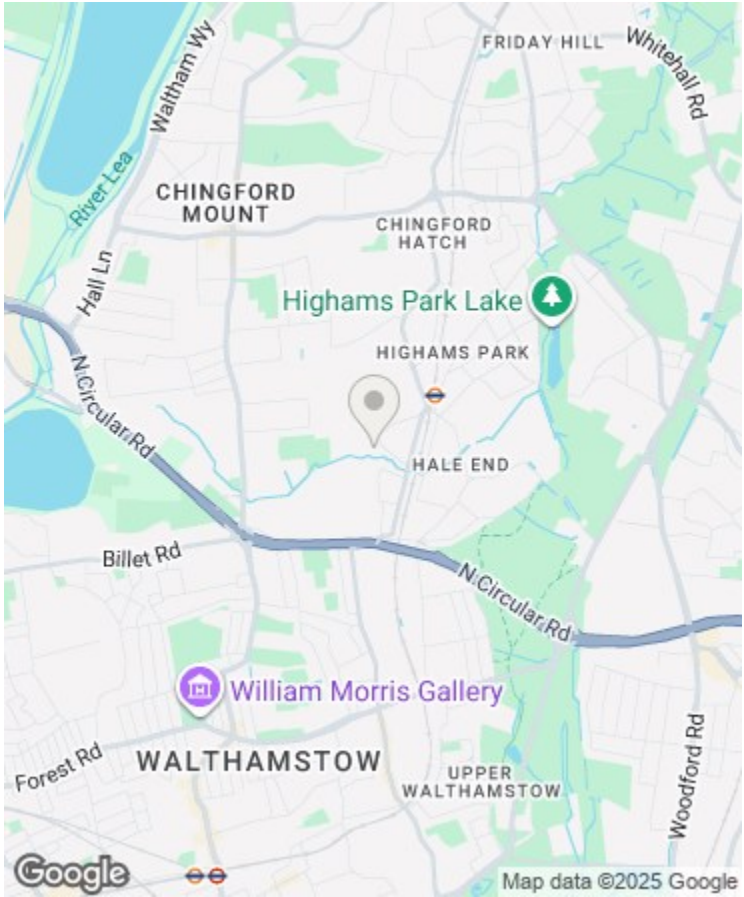 FRIDAY HILL
Whitehall Rd
Waltham Wy
River Lea
CHINGFORD
MOUNT
CHINGFORD
HATCH
Hall Ln
Highams Park Lake
HIGHAMS PARK
N Circular Rd
HALE END
Billet Rd
N Circular Rd
William Morris Gallery
WALTHAMSTOW
Forest Rd
UPPER
WALTHAMSTOW
Woodford Rd
Google
Map data ©2025 Google